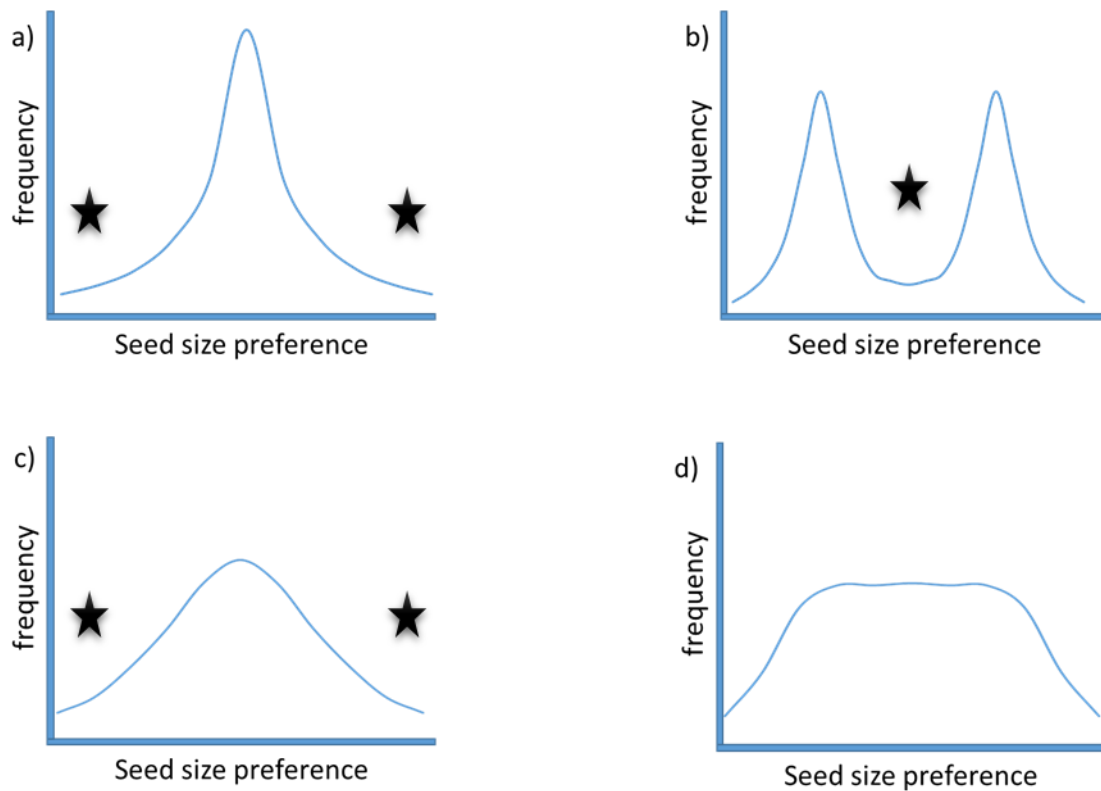 a)
frequency
Seed size preference
b)
frequency
Seed size preference
c)
frequency
Seed size preference
d)
frequency
Seed size preference